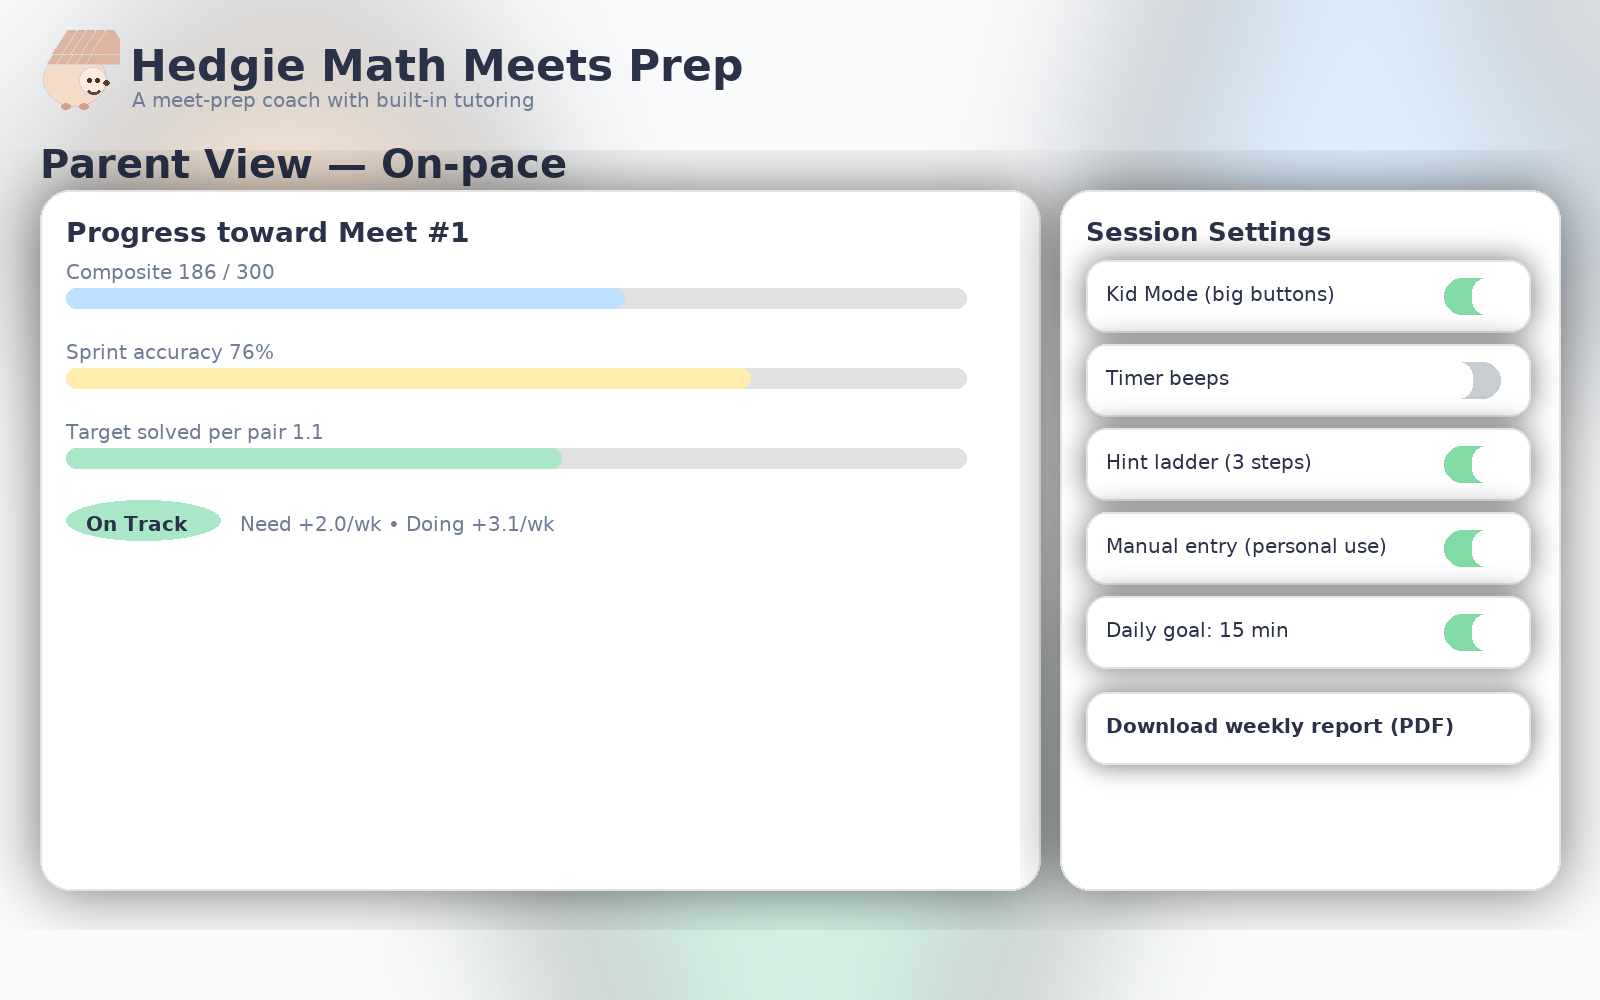 Hedgie Math Meets Prep
A meet-prep coach with built-in tutoring
Parent View — On-pace
Progress toward Meet #1
Composite 186 / 300
Sprint accuracy 76%
Target solved per pair 1.1
On Track
Need +2.0/wk • Doing +3.1/wk
Session Settings
Kid Mode (big buttons)
Timer beeps
Hint ladder (3 steps)
Manual entry (personal use)
Daily goal: 15 min
Download weekly report (PDF)